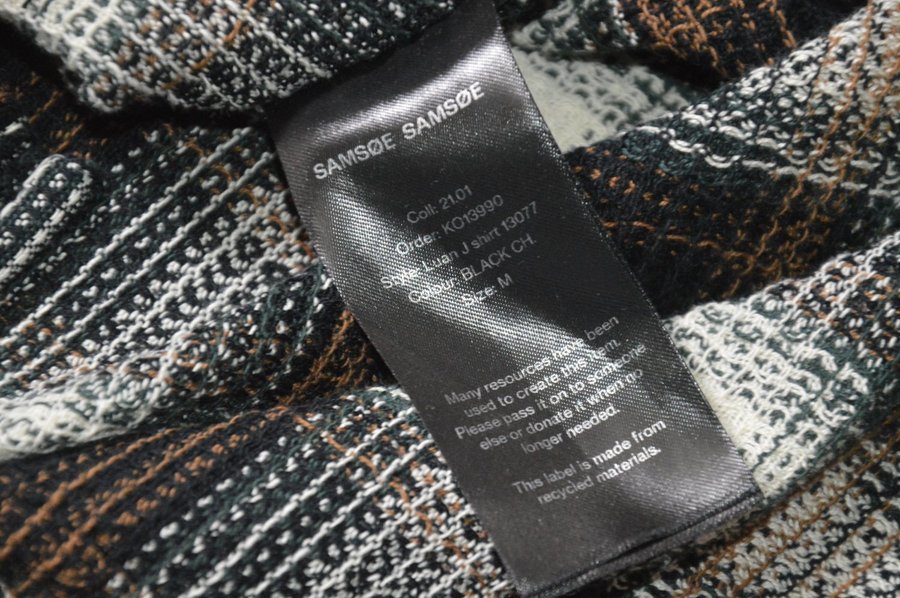 SAMSØE SAMSØE
Coll: 21.01
Order: KO13990
Style: Luan J shirt 13077
Colour: BLACK CH.
Size: M
Many resources have been
used to create this item.
Please pass it on to someone
else or donate it when no
longer needed.
This label is made from
recycled materials.